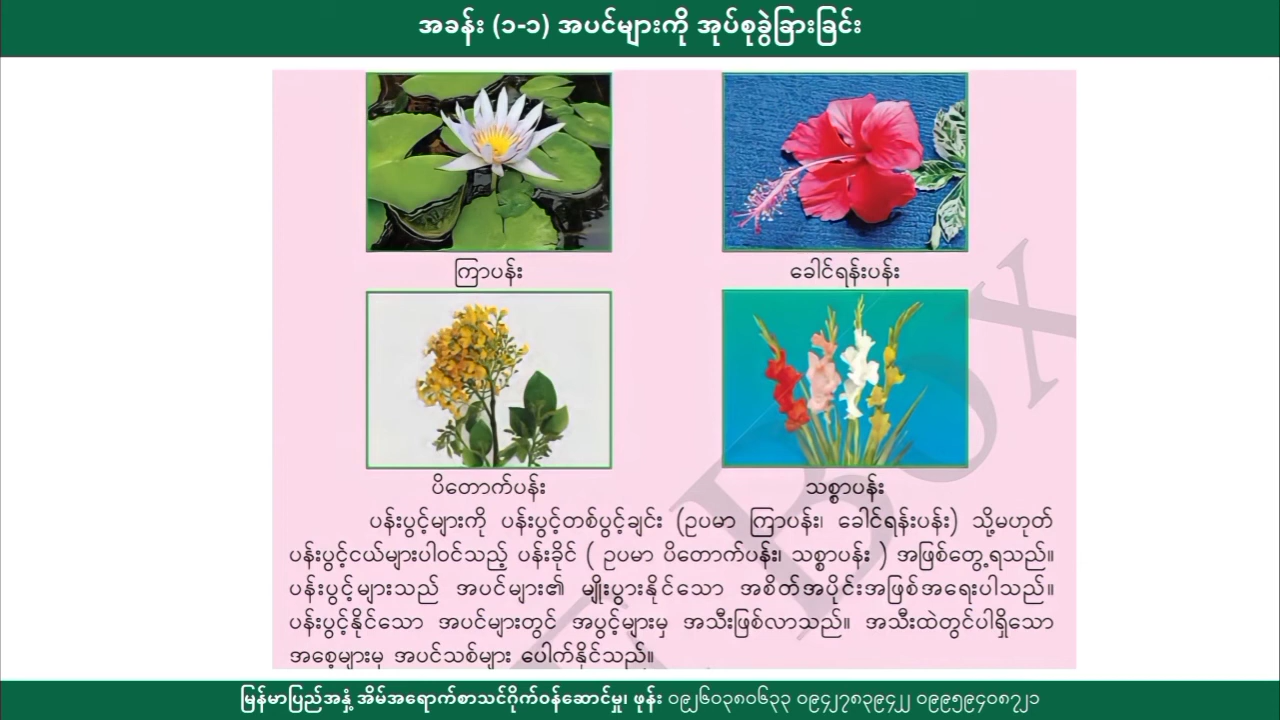 အခန်း (၁-၁) အပင်များကို အုပ်စုခွဲခြားခြင်း
ကြာပန်း
ခေါင်ရန်းပန်း
ပိတောက်ပန်း
သစ္စာပန်း
ပန်းပွင့်များကို ပန်းပွင့်တစ်ပွင့်ချင်း (ဥပမာ ကြာပန်း၊ ခေါင်ရန်းပန်း) သို့မဟုတ်
ပန်းပွင့်ငယ်များပါဝင်သည့် ပန်းခိုင် ( ဥပမာ ပိတောက်ပန်း၊ သစ္စာပန်း ) အဖြစ်တွေ့ရသည်။
ပန်းပွင့်များသည် အပင်များ၏ မျိုးပွားနိုင်သော အစိတ်အပိုင်းအဖြစ်အရေးပါသည်။
ပန်းပွင့်နိုင်သော အပင်များတွင် အပွင့်များမှ အသီးဖြစ်လာသည်။ အသီးထဲတွင်ပါရှိသော
အစေ့များမှ အပင်သစ်များ ပေါက်နိုင်သည်။
BOX
မြန်မာပြည်အနှံ့ အိမ်အရောက်စာသင်ဂိုက်ဝန်ဆောင်မှု၊ ဖုန်း ၀၉၂၆၀၃၈၀၆၃၃ ၀၉၄၂၇၈၃၉၄၂၂ ၀၉၉၅၉၄၀၈၇၂၁